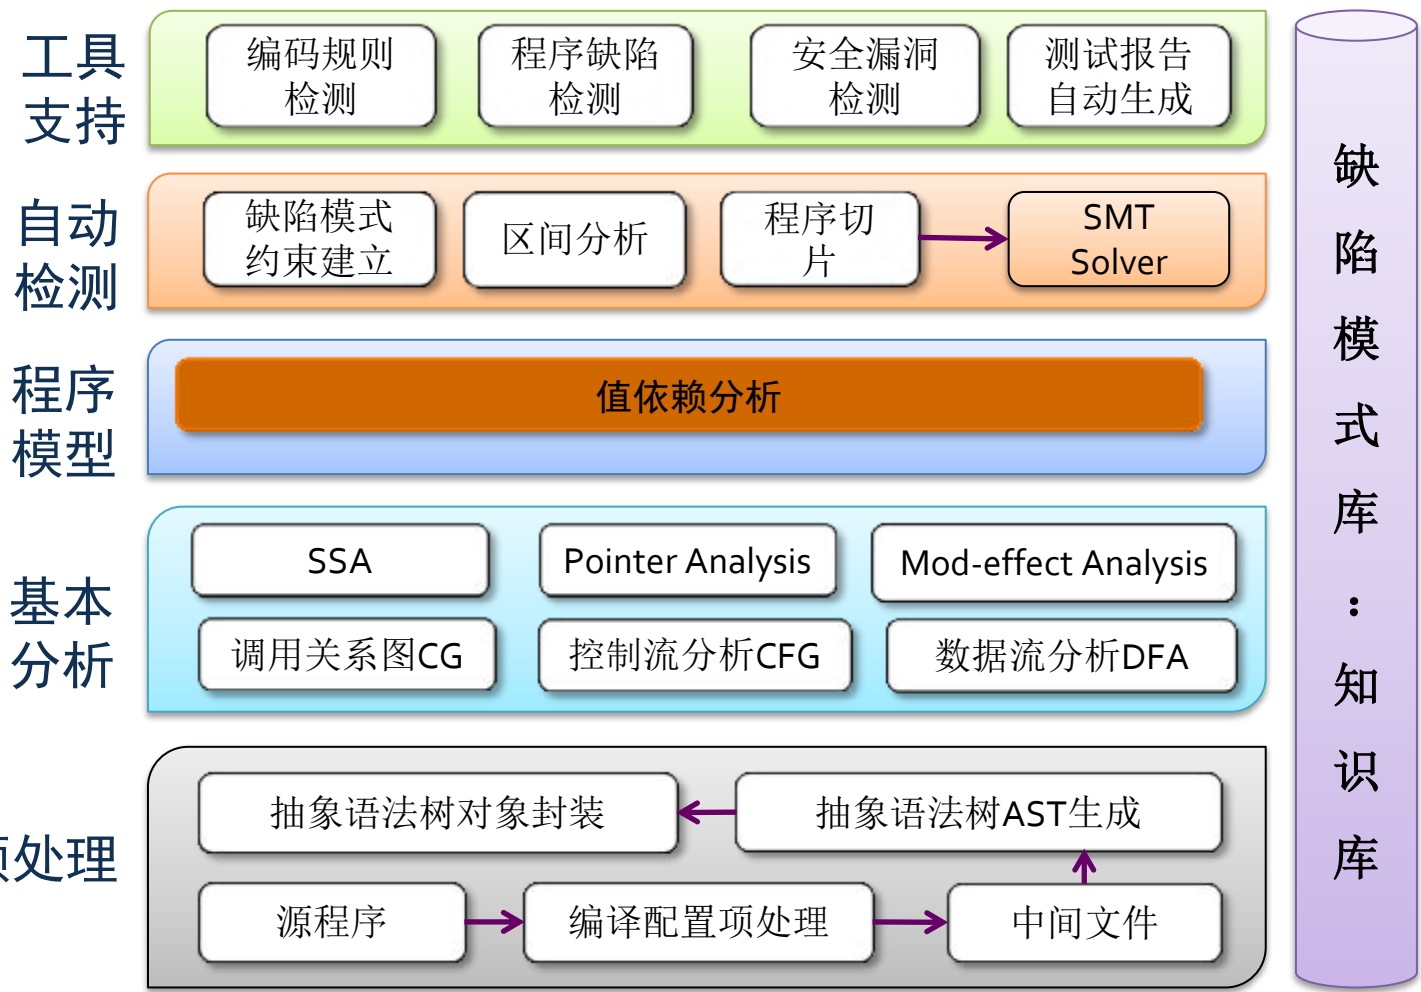 工具
支持
编码规则
检测
程序缺陷
检测
安全漏洞
检测
测试报告
自动生成
自动
检测
缺陷模式
约束建立
区间分析
程序切
片
SMT
Solver
程序
模型
值依赖分析
基本
分析
SSA
Pointer Analysis
Mod-effect Analysis
调用关系图CG
控制流分析CFG
数据流分析DFA
处理
抽象语法树对象封装
抽象语法树AST生成
源程序
编译配置项处理
中间文件
缺
陷
模
式
库
：
知
识
库